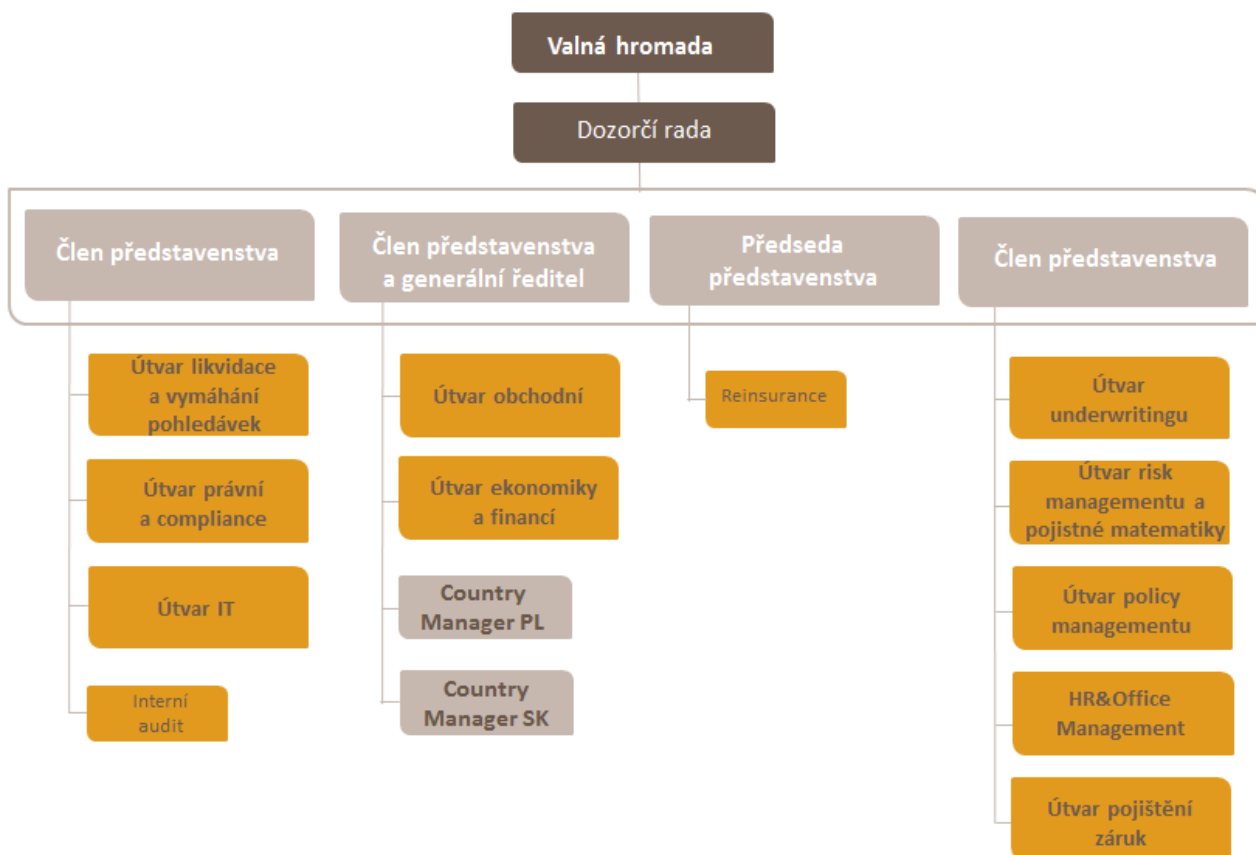 Valná hromada
Dozorčí rada
Člen představenstva
Člen představenstva
a generální ředitel
Předseda
představenstva
Člen představenstva
Útvar likvidace
a vymáhání
pohledávek
Útvar právní
a compliance
Útvar IT
Interní
audit
Útvar obchodní
Útvar ekonomiky
a financí
Country
Manager PL
Country
Manager SK
Reinsurance
Útvar
underwritingu
Útvar risk
managementu a
pojistné matematiky
Útvar policy
managementu
HR&Office
Management
Útvar pojištění
záruk